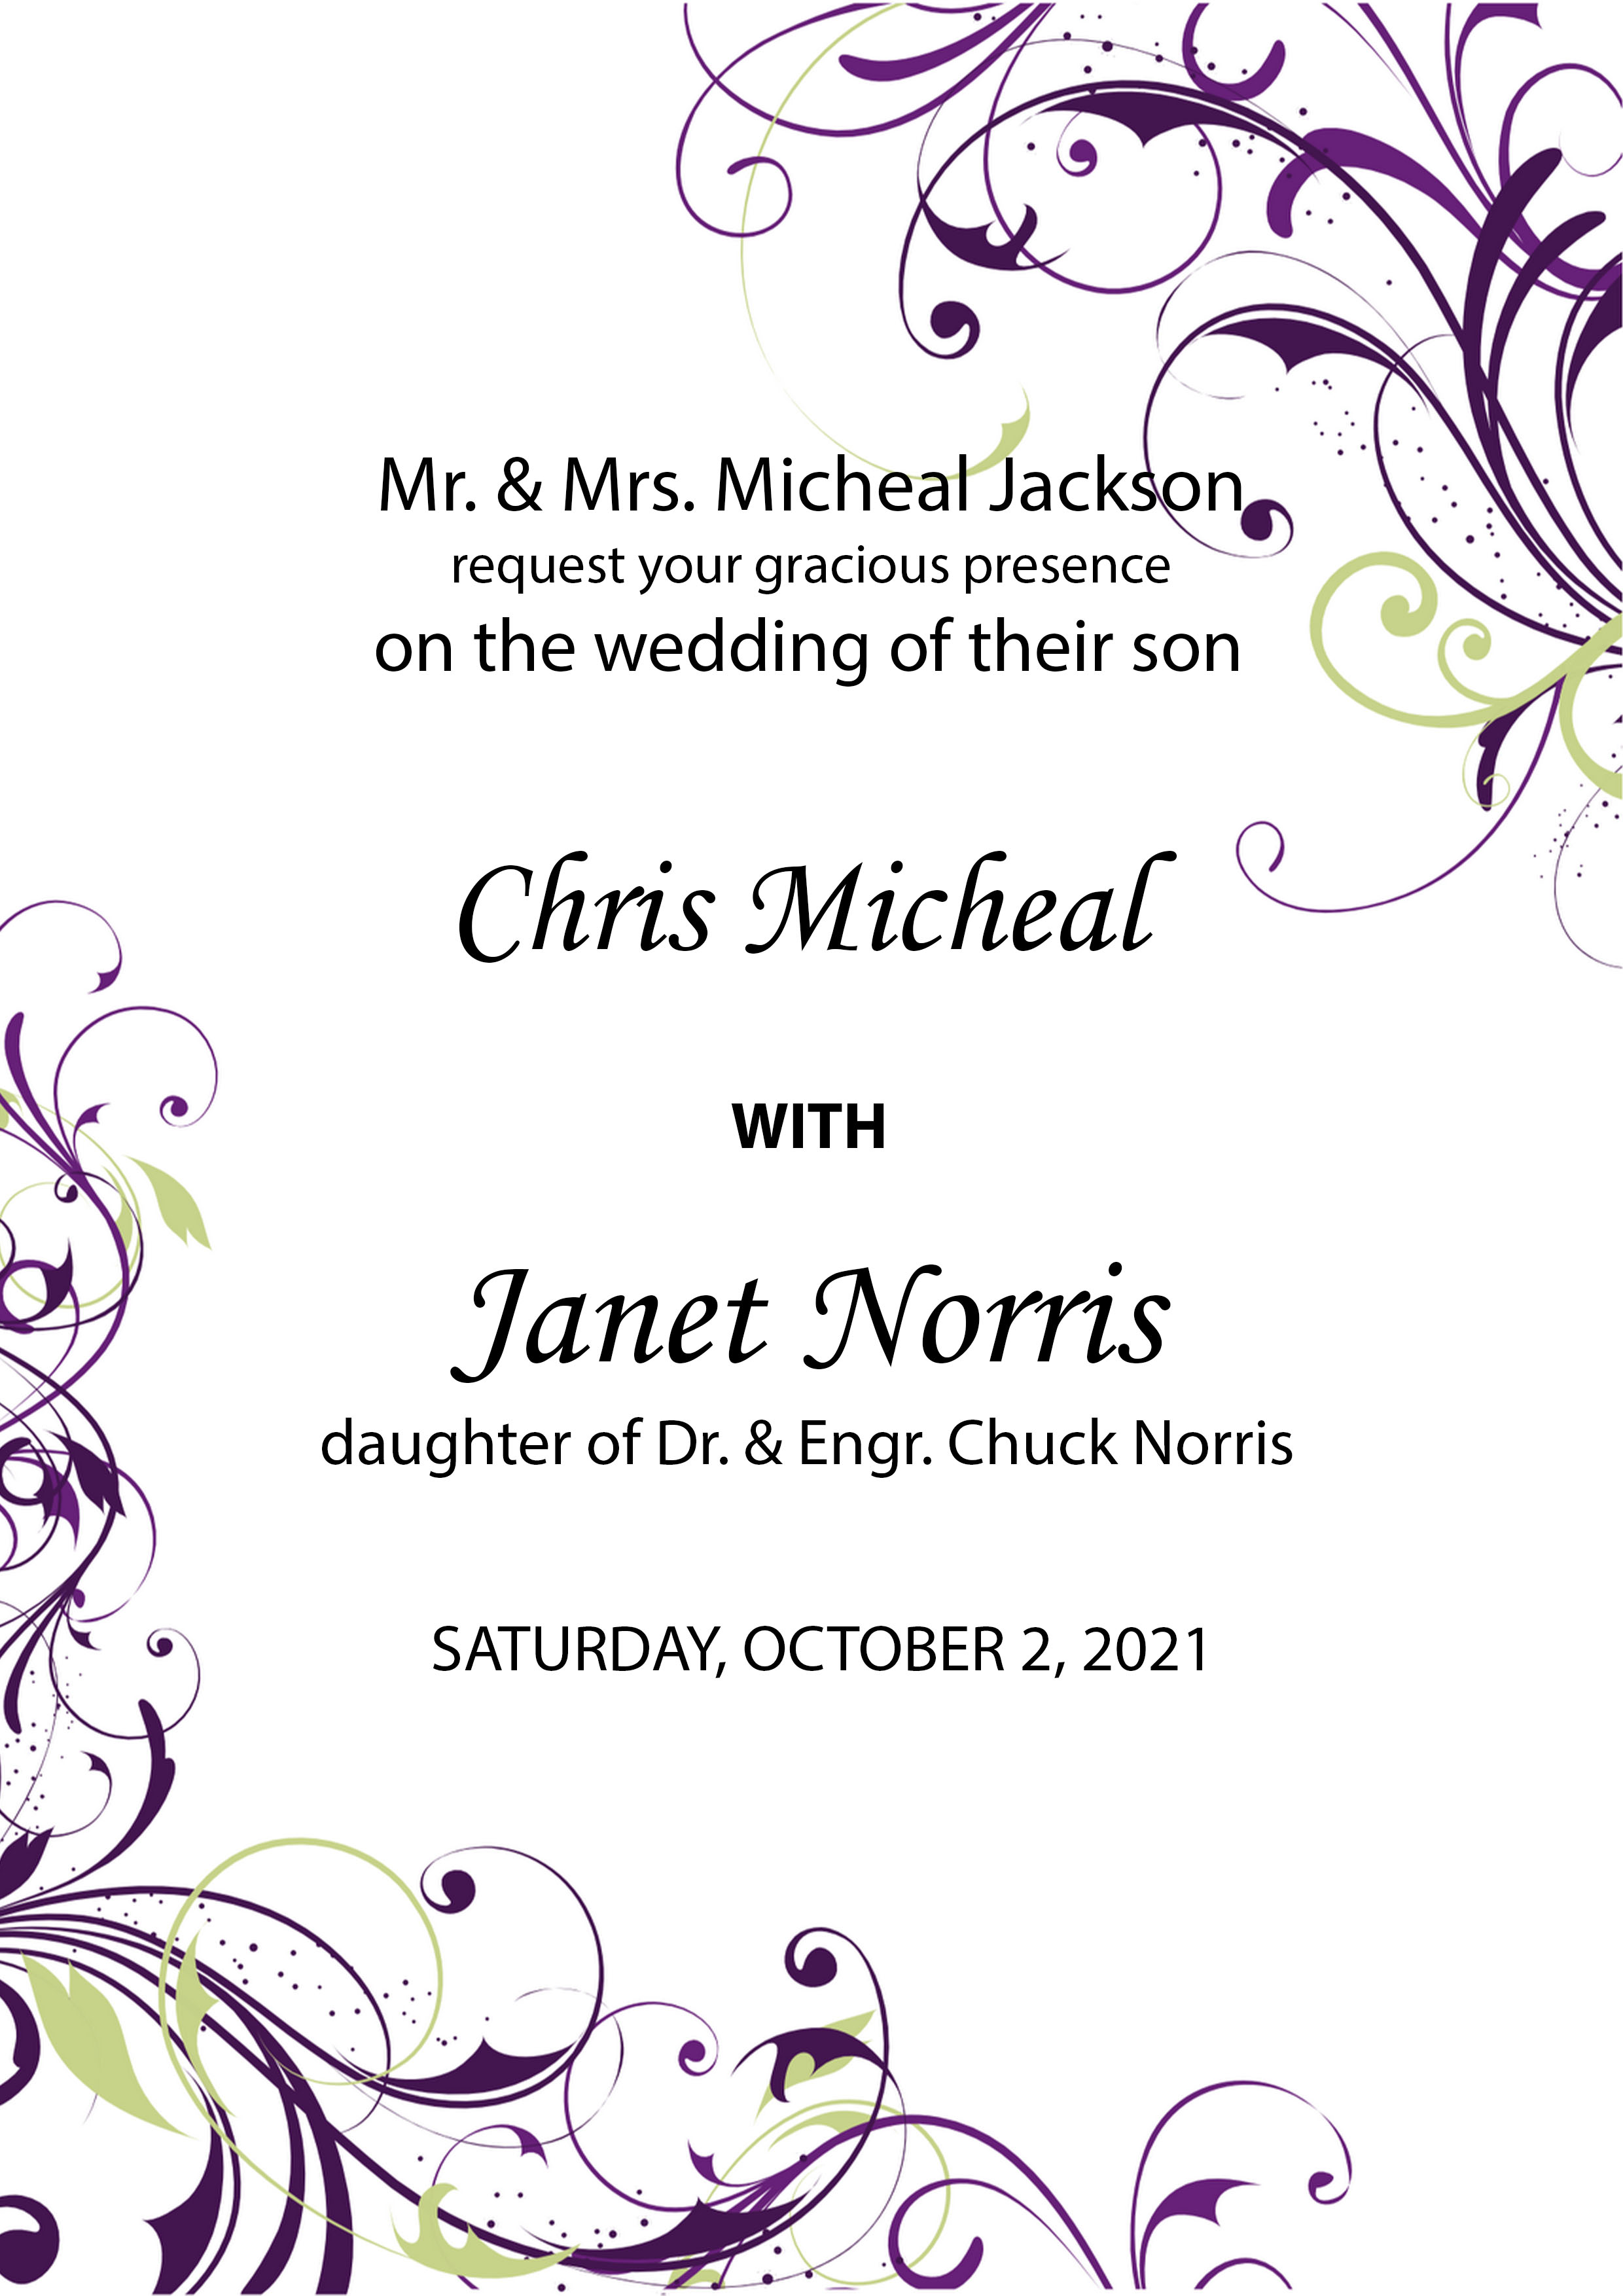 Mr. & Mrs. Micheal Jackson
request your gracious presence
on the wedding of their son
Chris Micheal
WITH
Janet Norris
daughter of Dr. & Engr. Chuck Norris
SATURDAY, OCTOBER 2, 2021